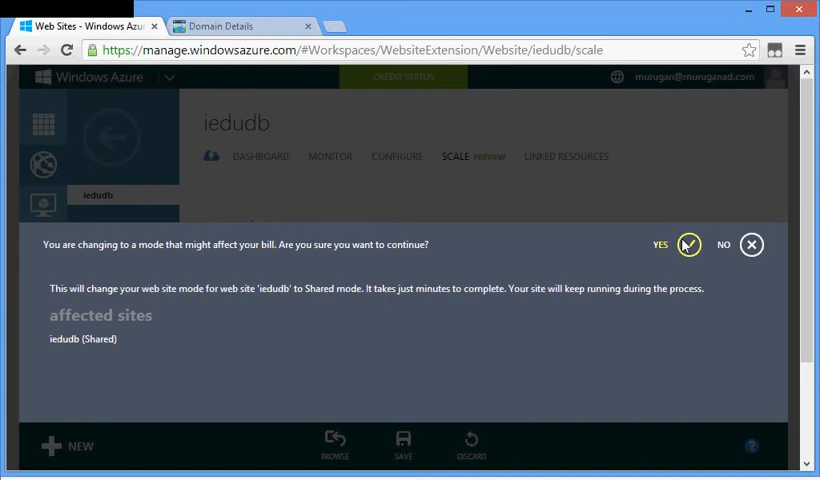 Web Sites - Windows Azur
Domain Details
https://manage.windowsazure.com/#Workspaces/WebsiteExtension/Website/iedudb/scale
Windows Azure
CREDIT STATUS
murugan@muruganad.com
iedudb
DASHBOARD MONITOR CONFIGURE SCALE PREVIEW LINKED RESOURCES
iedudb
You are changing to a mode that might affect your bill. Are you sure you want to continue?
YES
NO
This will change your web site mode for web site 'iedudb' to Shared mode. It takes just minutes to complete. Your site will keep running during the process.
affected sites
iedudb (Shared)
NEW
BROWSE
SAVE
DISCARD
?